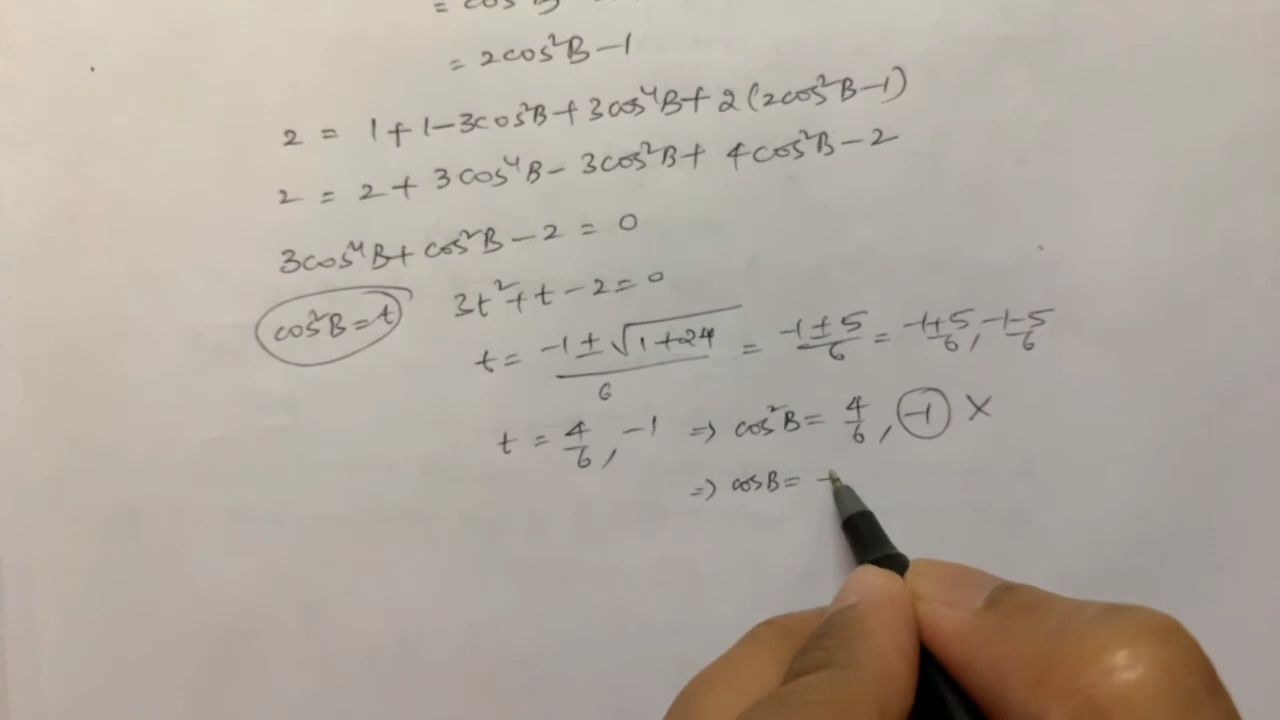 = cos
= 2cos²B-1
2 = 1+1-3cos²B+3cos⁴B+2(2cos²B-1)
2 = 2+3cos⁴B-3cos²B+4cos²B-2
3cos⁴B+cos²B-2=0
cos²B=t 3t²+t-2=0
t= -1±√1+24/6 = -1±5/6 = -1+5/6, -1-5/6
t = 4/6, -1 => cos²B= 4/6, -1 ×
=> cosB=